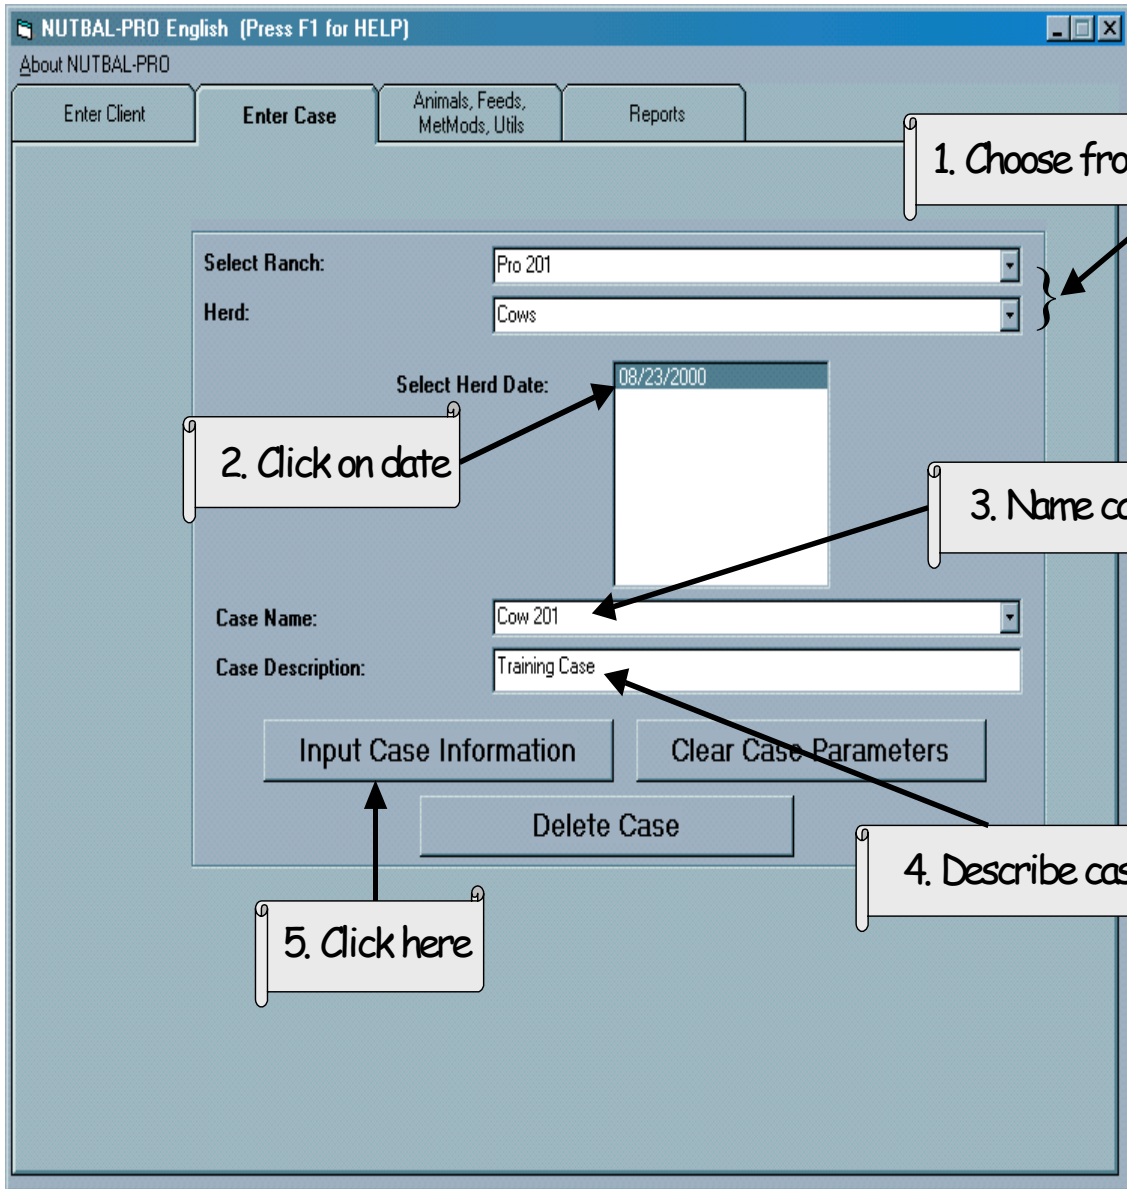 NUTBAL-PRO English (Press F1 for HELP)
About NUTBAL-PRO
Enter Client
Enter Case
Animals, Feeds,
MetMods, Utils
Reports
1. Choose
Select Ranch:
Pro 201
Herd:
Cows
Select Herd Date:
08/23/2000
2. Click on date
3. Name
Case Name:
Cow 201
Case Description:
Training Case
Input Case Information
Clear Case Parameters
Delete Case
4. Describe
5. Click here